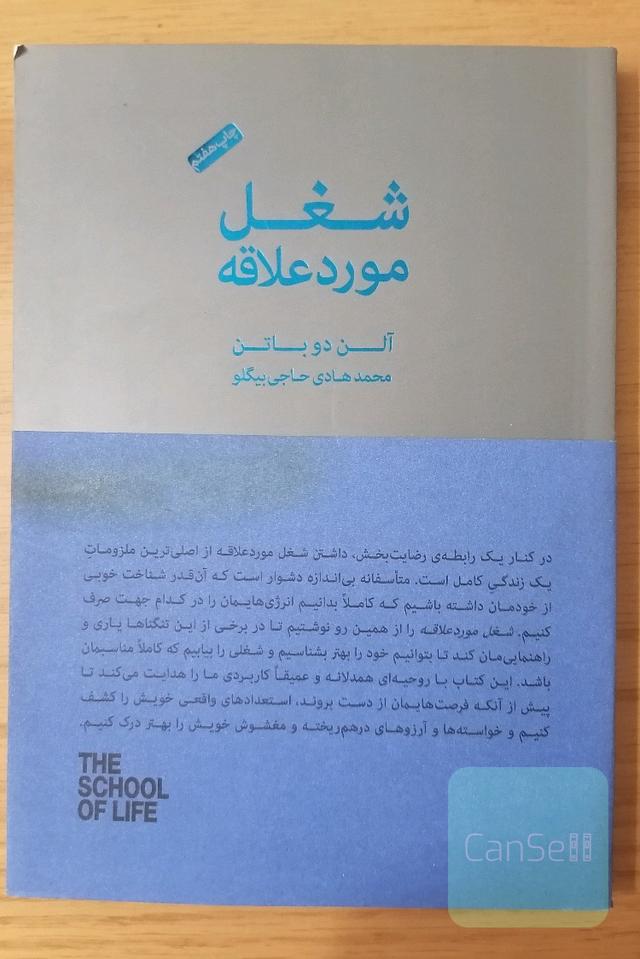 چاپ هفتم
شغل
مورد علاقه
آلن دو باتن
محمد هادی حاجی‌بیگلو
در کنار یک رابطه‌ی رضایت‌بخش، داشتن شغل موردعلاقه از اصلی‌ترین ملزوماتِ
یک زندگیِ کامل است. متأسفانه بی‌اندازه دشوار است که آن‌قدر شناخت خوبی
از خودمان داشته باشیم که کاملاً بدانیم انرژی‌هایمان را در کدام جهت صرف
کنیم. شغل موردعلاقه را از همین رو نوشتیم تا در برخی از این تنگناها یاری و
راهنمایی‌مان کند تا بتوانیم خود را بهتر بشناسیم و شغلی را بیابیم که کاملاً مناسبمان
باشد. این کتاب با روحیه‌ای همدلانه و عمیقاً کاربردی ما را هدایت می‌کند تا
پیش از آنکه فرصت‌هایمان از دست بروند، استعدادهای واقعی خویش را کشف
کنیم و خواسته‌ها و آرزوهای درهم‌ریخته و مغشوش خویش را بهتر درک کنیم.
THE
SCHOOL
OF LIFE
CanSell